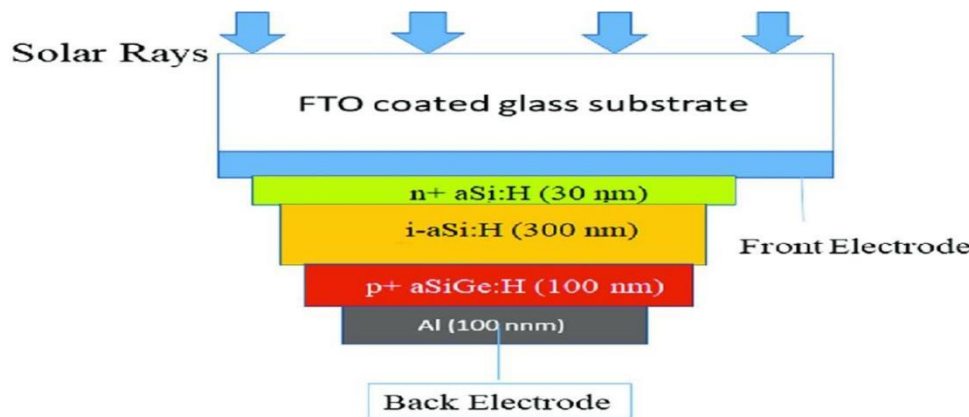 Solar Rays
FTO coated glass substrate
n+ aSi:H (30 nm)
i-aSi:H (300 nm)
Front Electrode
p+ aSiGe:H (100 nm)
Al (100 nnm)
Back Electrode